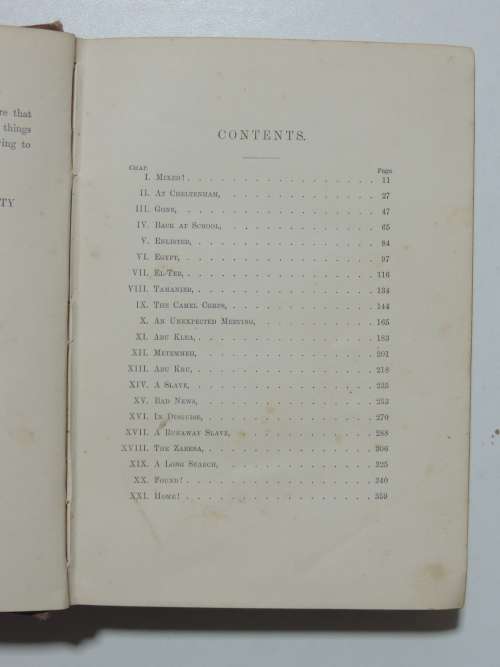 re that
things
ing to
TY
CONTENTS.
CHAP. Page
I. MIXED! . . . . . . . . . . . . . . . . 11
II. AT CHELTENHAM, . . . . . . . . . . . . . 27
III. GONE, . . . . . . . . . . . . . . . . 47
IV. BACK AT SCHOOL, . . . . . . . . . . . . . 65
V. ENLISTED, . . . . . . . . . . . . . . . 84
VI. EGYPT, . . . . . . . . . . . . . . . . 97
VII. EL-TEB, . . . . . . . . . . . . . . . . 116
VIII. TAMANIEB, . . . . . . . . . . . . . . . 134
IX. THE CAMEL CORPS, . . . . . . . . . . . . 144
X. AN UNEXPECTED MEETING, . . . . . . . . . . 165
XI. ABU KLEA, . . . . . . . . . . . . . . . 183
XII. METEMMEH, . . . . . . . . . . . . . . . 201
XIII. ABU KRU, . . . . . . . . . . . . . . . 218
XIV. A SLAVE, . . . . . . . . . . . . . . . 235
XV. BAD NEWS, . . . . . . . . . . . . . . . 253
XVI. IN DISGUISE, . . . . . . . . . . . . . . 270
XVII. A RUNAWAY SLAVE, . . . . . . . . . . . . 288
XVIII. THE ZAREBA, . . . . . . . . . . . . . . 306
XIX. A LONG SEARCH, . . . . . . . . . . . . . 325
XX. FOUND! . . . . . . . . . . . . . . . . 340
XXI. HOME! . . . . . . . . . . . . . . . . 359